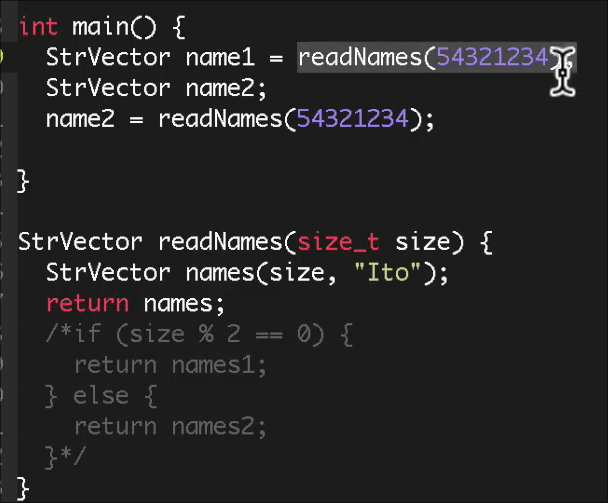 int main() {
StrVector name1 = readNames(54321234);
StrVector name2;
name2 = readNames(54321234);
}
StrVector readNames(size_t size) {
StrVector names(size, "Ito");
return names;
/*if (size % 2 == 0) {
return names1;
} else {
return names2;
}*/
}